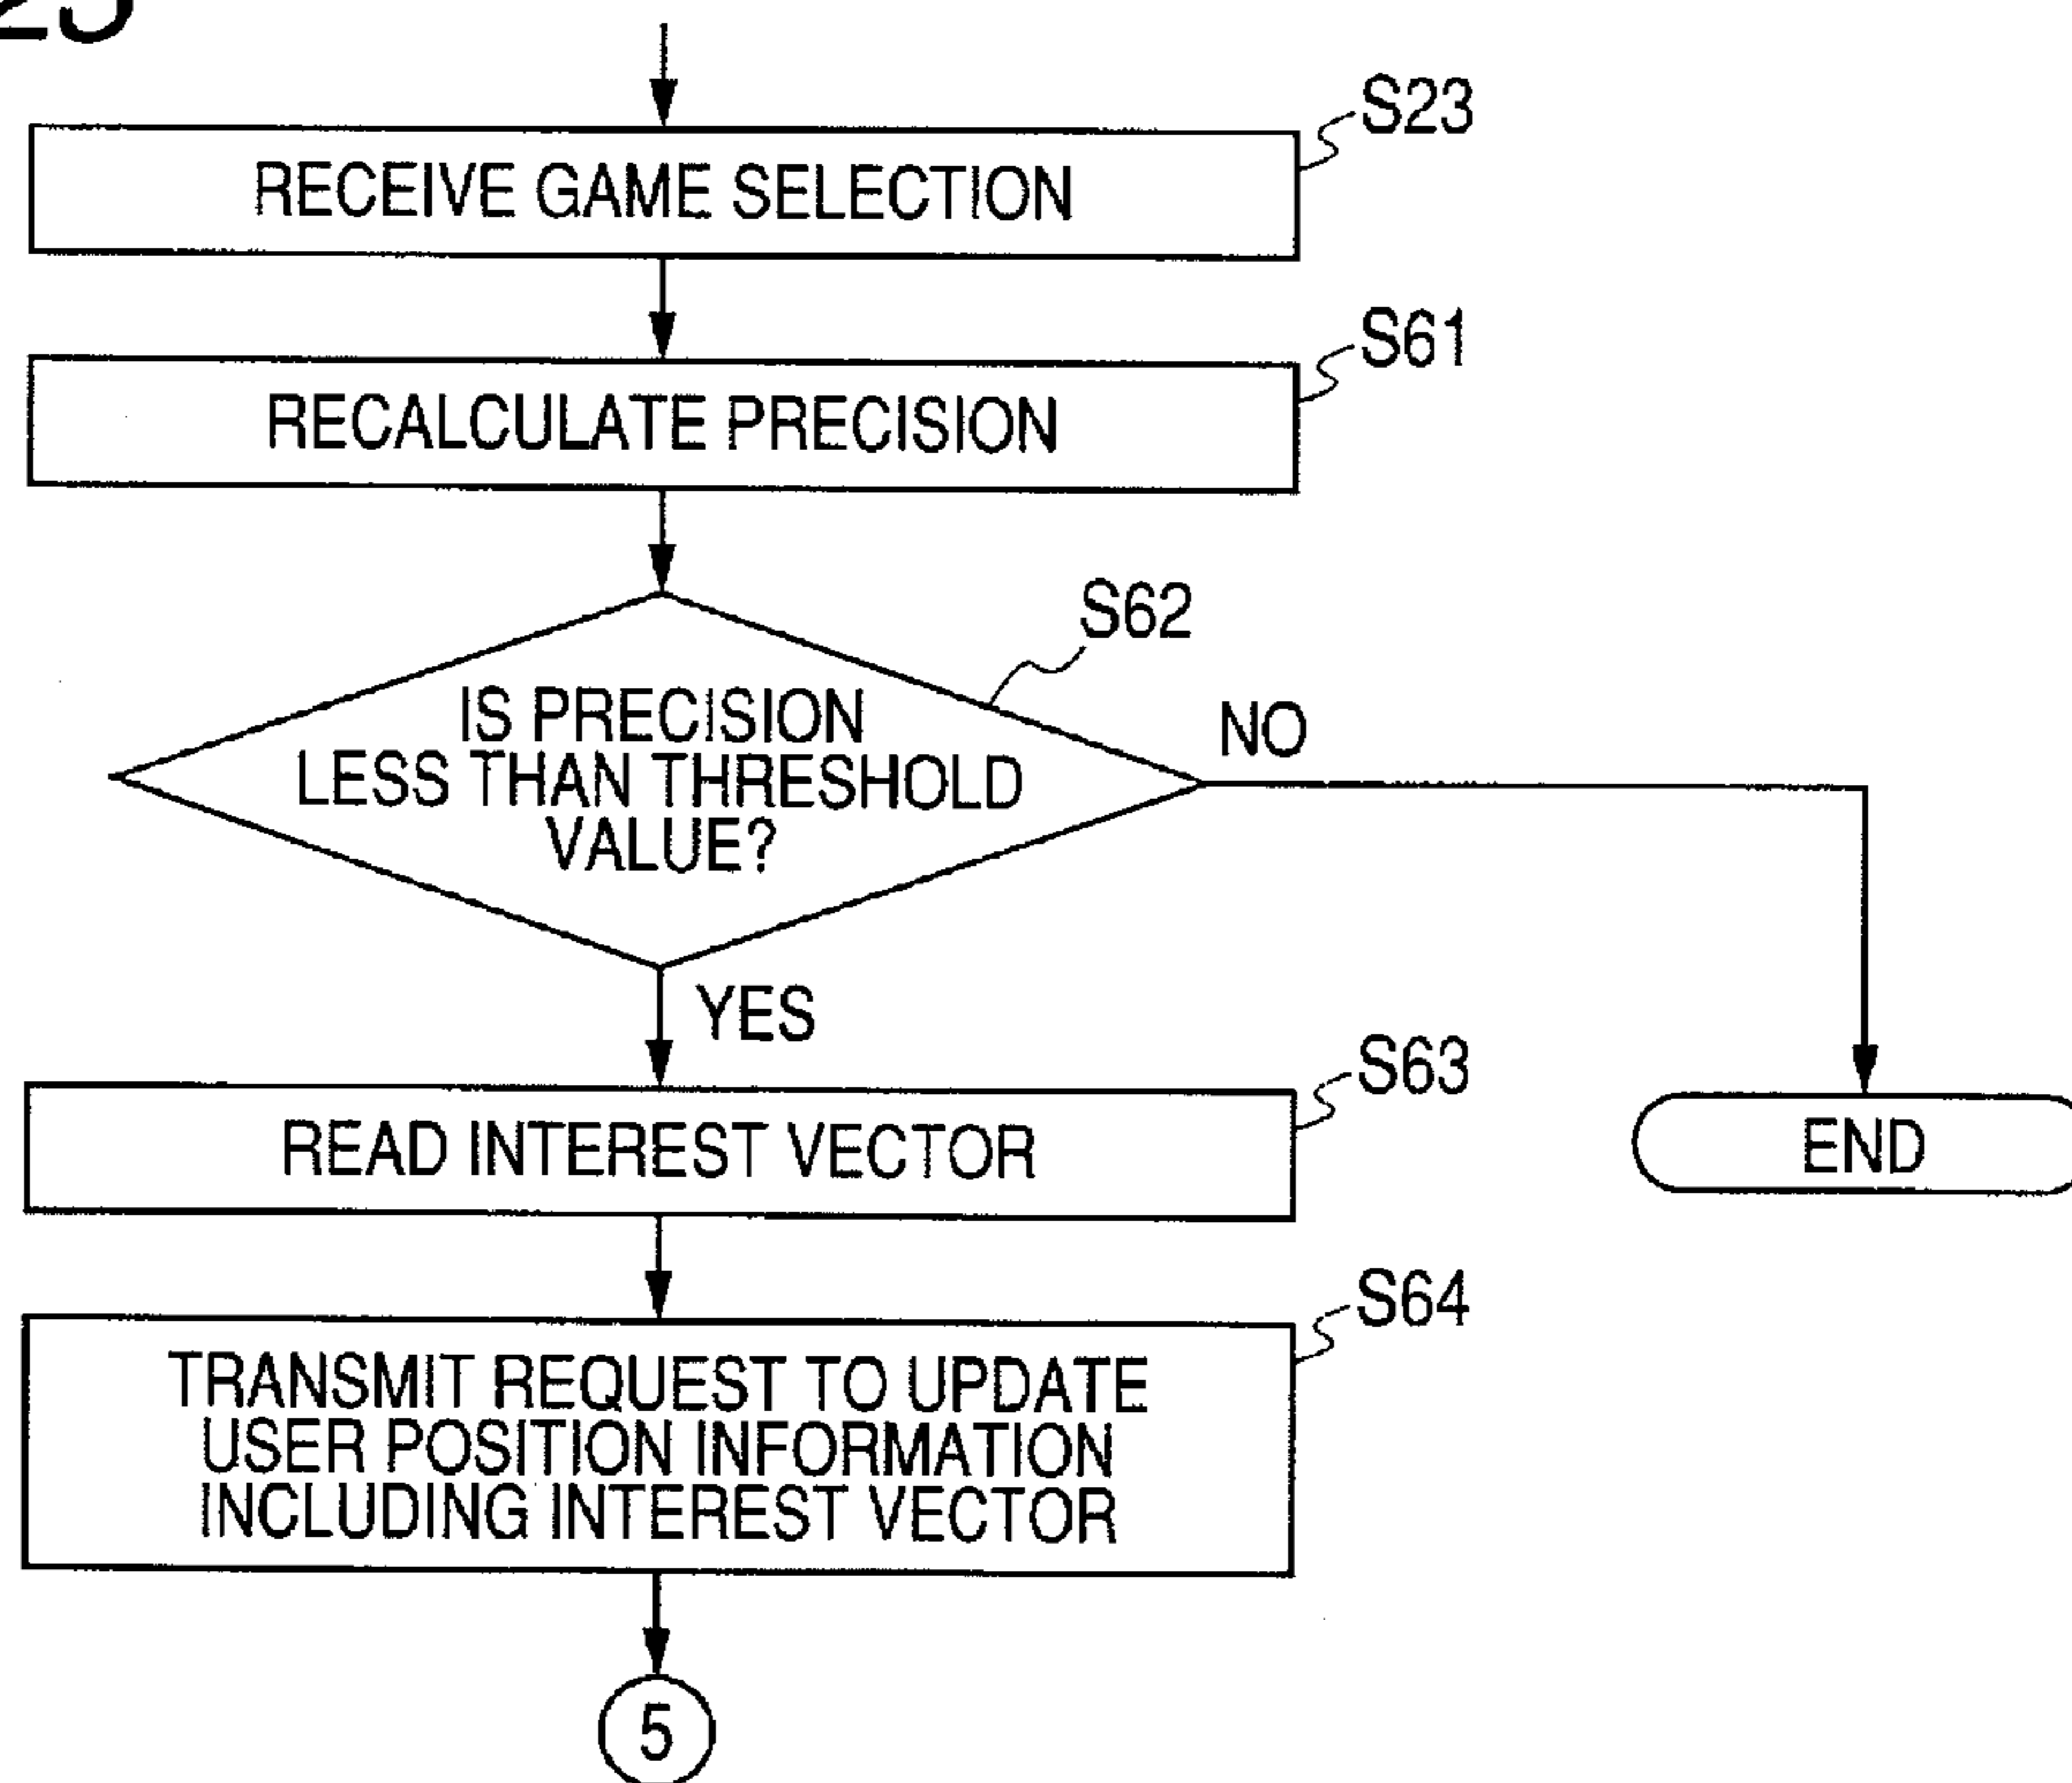 25
S23
RECEIVE GAME SELECTION
S61
RECALCULATE PRECISION
S62
IS PRECISION
LESS THAN THRESHOLD
VALUE?
NO
YES
S63
READ INTEREST VECTOR
END
S64
TRANSMIT REQUEST TO UPDATE
USER POSITION INFORMATION
INCLUDING INTEREST VECTOR
5